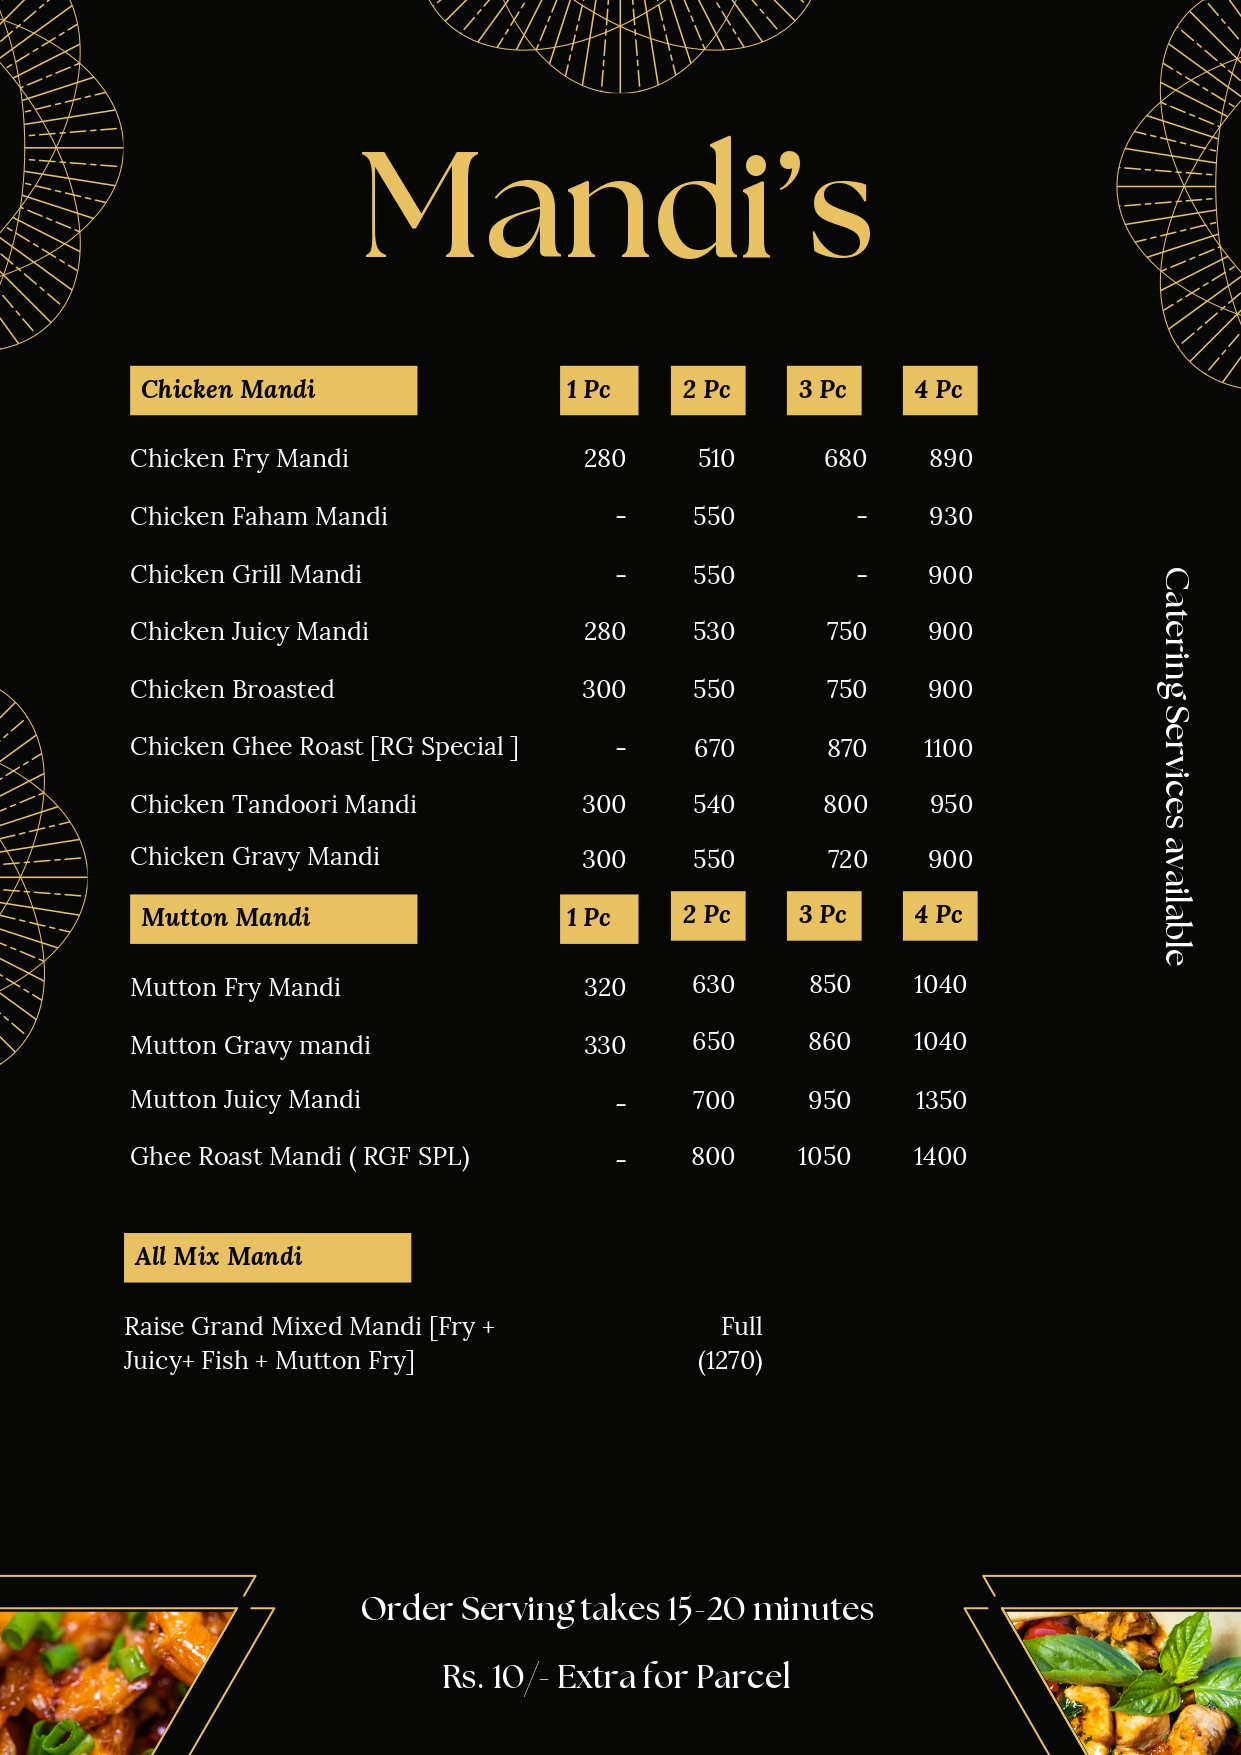 Mandi's
Chicken Mandi 1 Pc 2 Pc 3 Pc 4 Pc
Chicken Fry Mandi 280 510 680 890
Chicken Faham Mandi - 550 - 930
Chicken Grill Mandi - 550 - 900
Chicken Juicy Mandi 280 530 750 900
Chicken Broasted 300 550 750 900
Chicken Ghee Roast [RG Special ] - 670 870 1100
Chicken Tandoori Mandi 300 540 800 950
Chicken Gravy Mandi 300 550 720 900
Mutton Mandi 1 Pc 2 Pc 3 Pc 4 Pc
Mutton Fry Mandi 320 630 850 1040
Mutton Gravy mandi 330 650 860 1040
Mutton Juicy Mandi - 700 950 1350
Ghee Roast Mandi ( RGF SPL) - 800 1050 1400
All Mix Mandi
Raise Grand Mixed Mandi [Fry + Full
Juicy+ Fish + Mutton Fry] (1270)
Catering Services available
Order Serving takes 15-20 minutes
Rs. 10/- Extra for Parcel